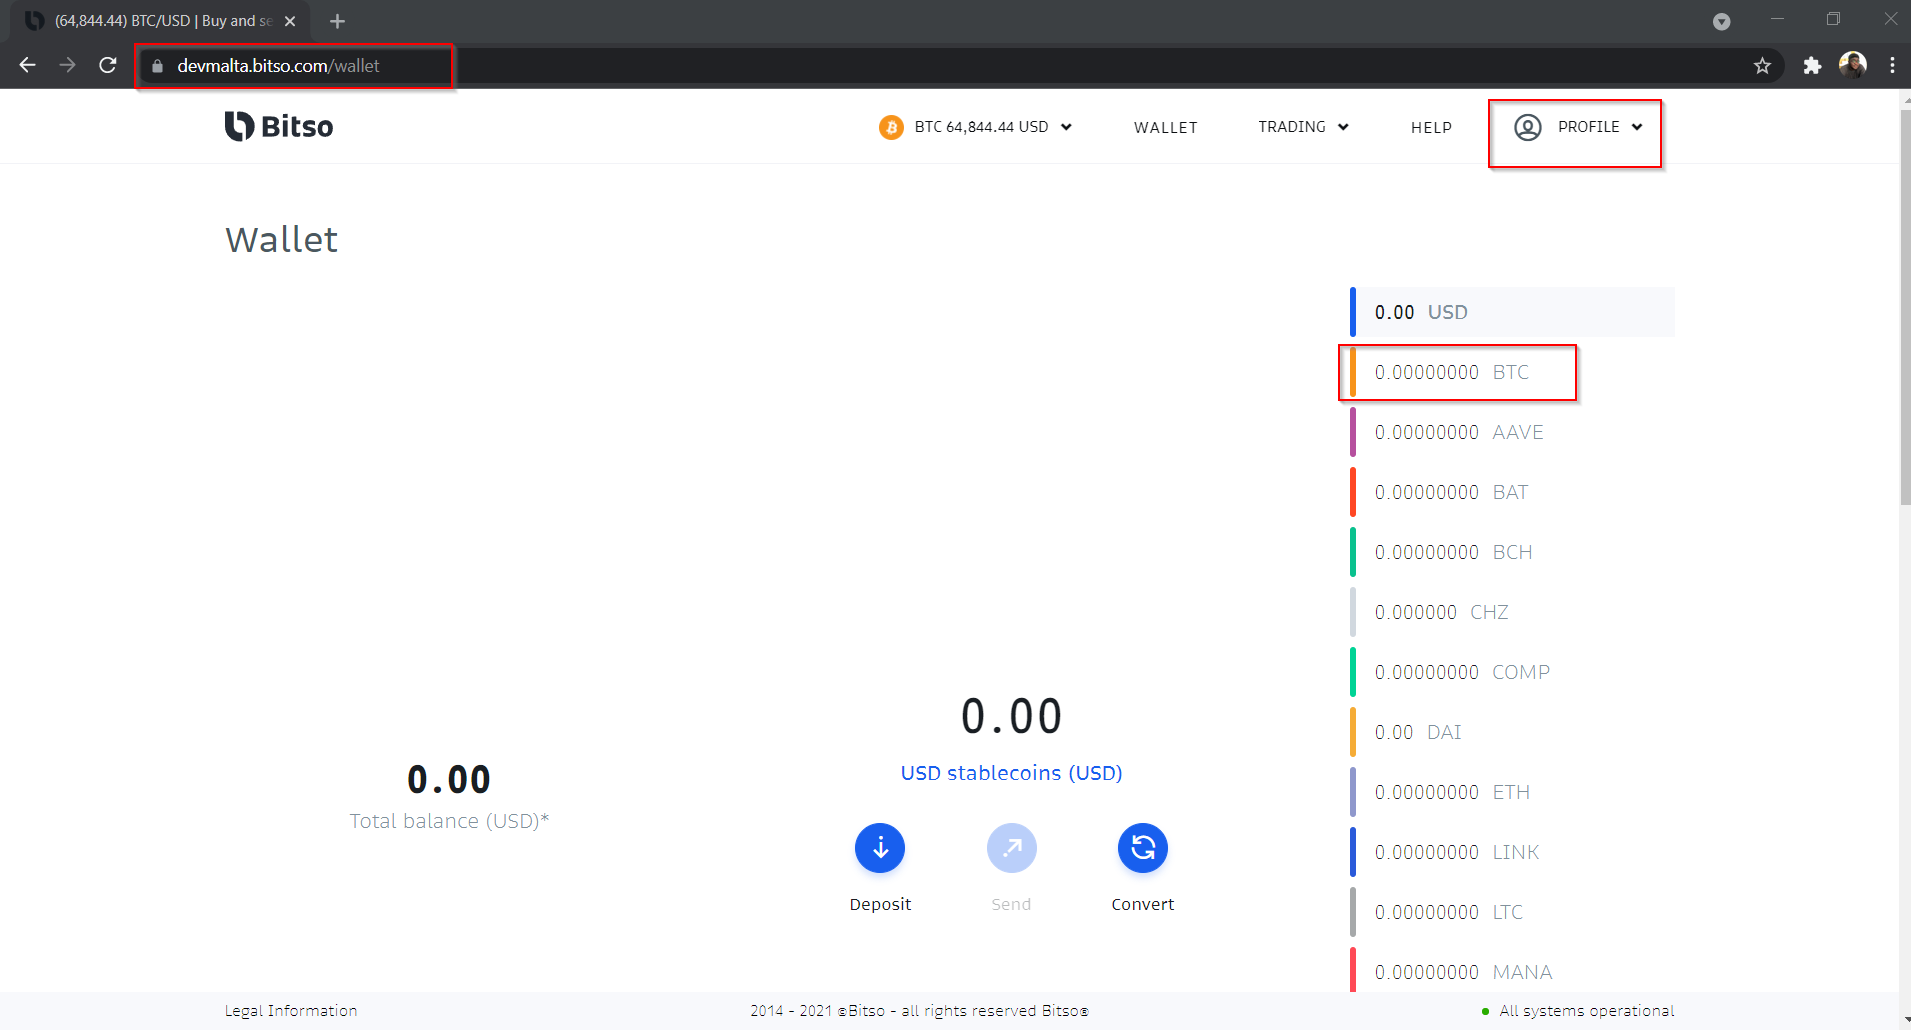 (64,844.44) BTC/USD | Buy and se
devmalta.bitso.com/wallet
Bitso
BTC 64,844.44 USD
WALLET
TRADING
HELP
PROFILE
Wallet
0.00 USD
0.00000000 BTC
0.00000000 AAVE
0.00000000 BAT
0.00000000 BCH
0.000000 CHZ
0.00000000 COMP
0.00 DAI
0.00000000 ETH
0.00000000 LINK
0.00000000 LTC
0.00000000 MANA
0.00
USD stablecoins (USD)
0.00
Total balance (USD)*
Deposit
Send
Convert
Legal Information
2014 - 2021 ©Bitso - all rights reserved Bitso®
All systems operational